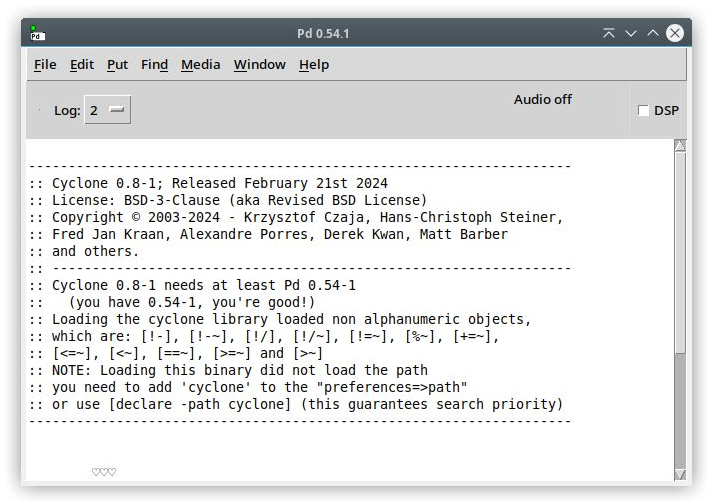 Pd
Pd 0.54.1
File Edit Put Find Media Window Help
Audio off
Log: 2 DSP
--------------------------------------------------------------------
:: Cyclone 0.8-1; Released February 21st 2024
:: License: BSD-3-Clause (aka Revised BSD License)
:: Copyright © 2003-2024 - Krzysztof Czaja, Hans-Christoph Steiner,
:: Fred Jan Kraan, Alexandre Porres, Derek Kwan, Matt Barber
:: and others.
:: -----------------------------------------------------------------
:: Cyclone 0.8-1 needs at least Pd 0.54-1
::   (you have 0.54-1, you're good!)
:: Loading the cyclone library loaded non alphanumeric objects,
:: which are: [!-], [!-~], [!/], [!/~], [!=~], [%~], [+=~],
:: [<=~], [<~], [==~], [>=~] and [>~]
:: NOTE: Loading this binary did not load the path
:: you need to add 'cyclone' to the "preferences=>path"
:: or use [declare -path cyclone] (this guarantees search priority)
--------------------------------------------------------------------
♡♡♡